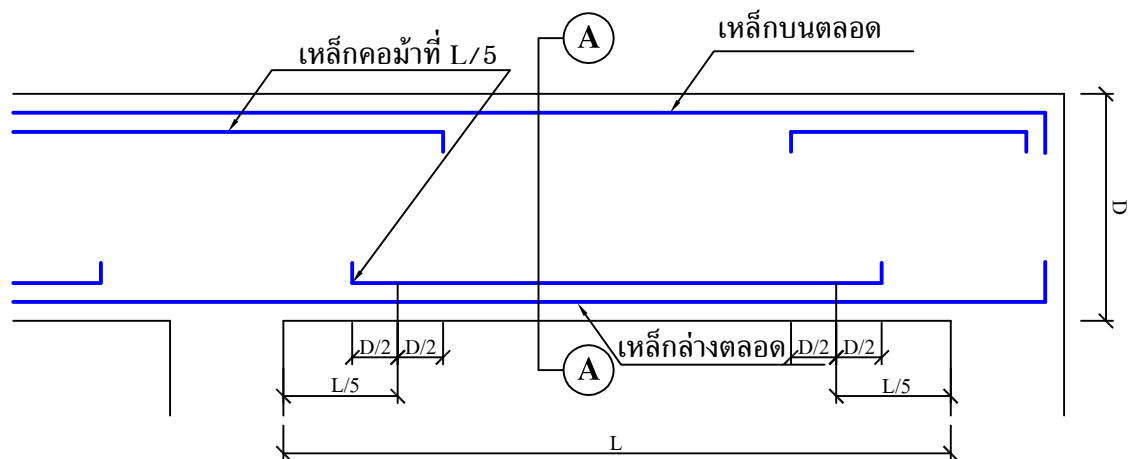 เหล็กบนตลอด
เหล็กคอม้าที่ L/5
A
D
D/2 D/2 เหล็กล่างตลอด D/2 D/2
A
L/5 L/5
L